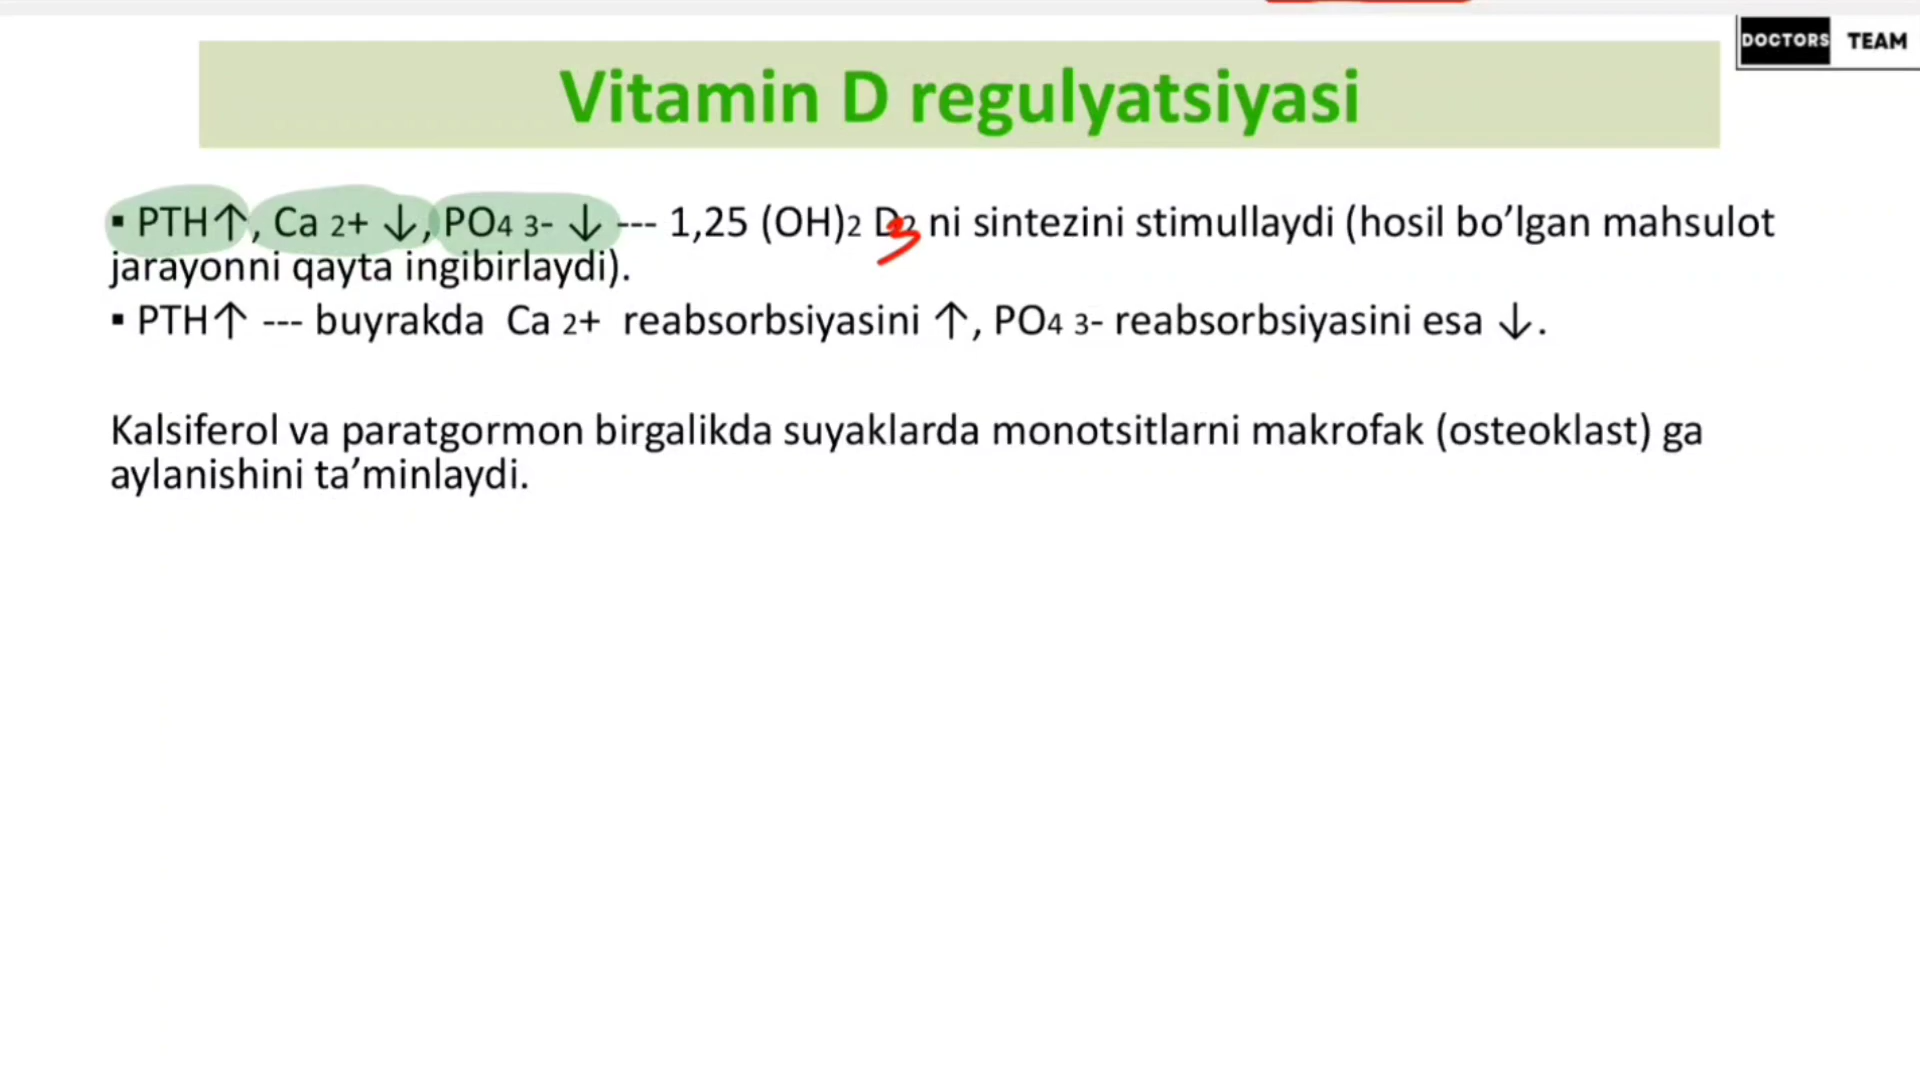 DOCTORS TEAM
Vitamin D regulyatsiyasi
▪ PTH↑, Ca 2+ ↓, PO4 3- ↓ --- 1,25 (OH)2 D3 ni sintezini stimullaydi (hosil bo’lgan mahsulot
jarayonni qayta ingibirlaydi).
▪ PTH↑ --- buyrakda Ca 2+ reabsorbsiyasini ↑, PO4 3- reabsorbsiyasini esa ↓.
Kalsiferol va paratgormon birgalikda suyaklarda monotsitlarni makrofak (osteoklast) ga
aylanishini ta’minlaydi.